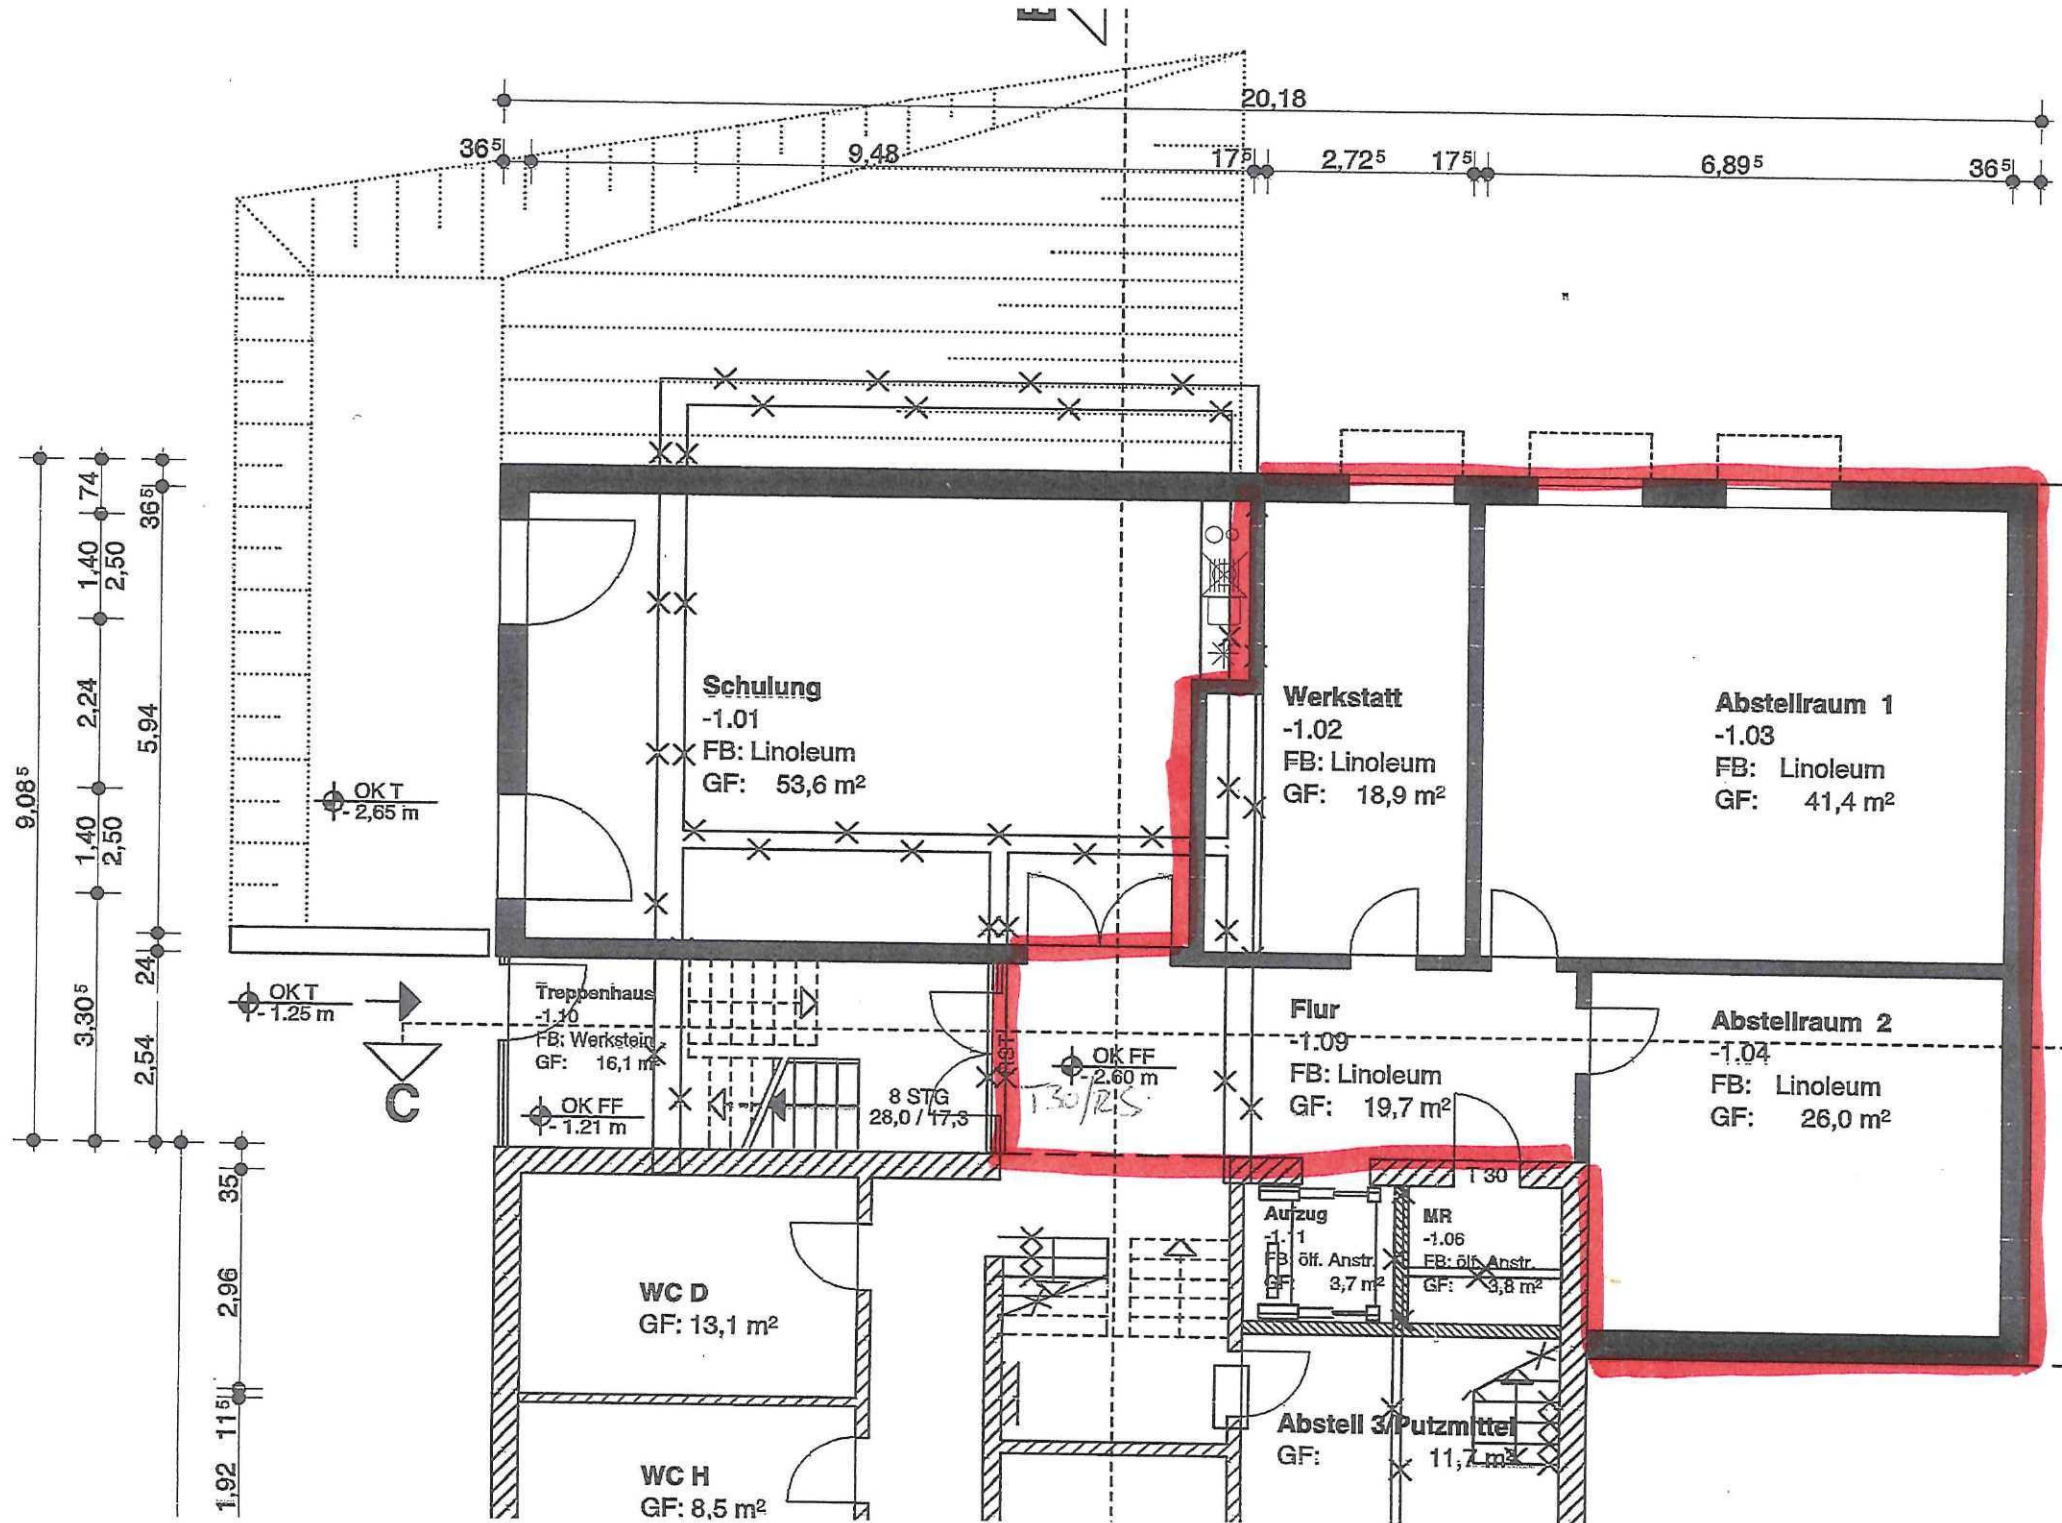 E
20,18
36⁵
9,48
17⁵
2,72⁵
17⁵
6,89⁵
36⁵
9,08⁵
74
1,40
2,50
2,24
1,40
2,50
3,30⁵
36⁵
5,94
24
2,54
35
2,96
11⁵
1,92
OK T
- 2,65 m
OK T
- 1.25 m
C
Schulung
-1.01
FB: Linoleum
GF: 53,6 m²
Werkstatt
-1.02
FB: Linoleum
GF: 18,9 m²
Abstellraum 1
-1.03
FB: Linoleum
GF: 41,4 m²
Treppenhaus
-1.10
FB: Werkstein
GF: 16,1 m²
OK FF
- 1.21 m
8 STG
28,0 / 17,3
RST
OK FF
- 2.60 m
T30/RS
Flur
-1.09
FB: Linoleum
GF: 19,7 m²
Abstellraum 2
-1.04
FB: Linoleum
GF: 26,0 m²
T 30
Aufzug
-1.11
FB: ölf. Anstr.
GF: 3,7 m²
MR
-1.06
FB: ölf. Anstr.
GF: 3,8 m²
WC D
GF: 13,1 m²
WC H
GF: 8,5 m²
Abstell 3/Putzmittel
GF: 11,7 m²